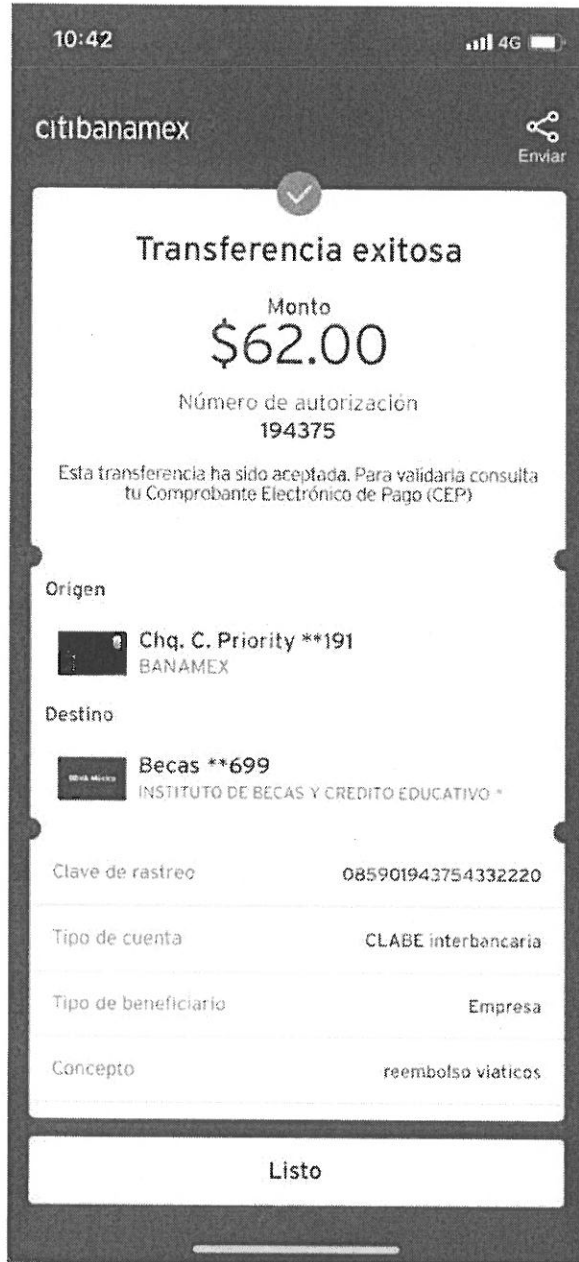 10:42
4G
citibanamex
Enviar
Transferencia exitosa
Monto
$62.00
Número de autorización
194375
Esta transferencia ha sido aceptada. Para validarla consulta
tu Comprobante Electrónico de Pago (CEP)
Origen
Chq. C. Priority **191
BANAMEX
Destino
BBVA México
Becas **699
INSTITUTO DE BECAS Y CREDITO EDUCATIVO *
Clave de rastreo 085901943754332220
Tipo de cuenta CLABE interbancaria
Tipo de beneficiario Empresa
Concepto reembolso viaticos
Listo